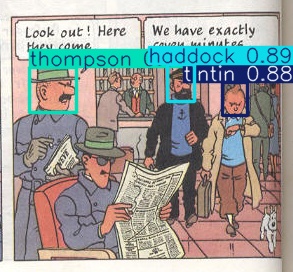 Look out! Here
they come
We have exactly
seven minutes
thompson
haddock 0.89
tintin 0.88